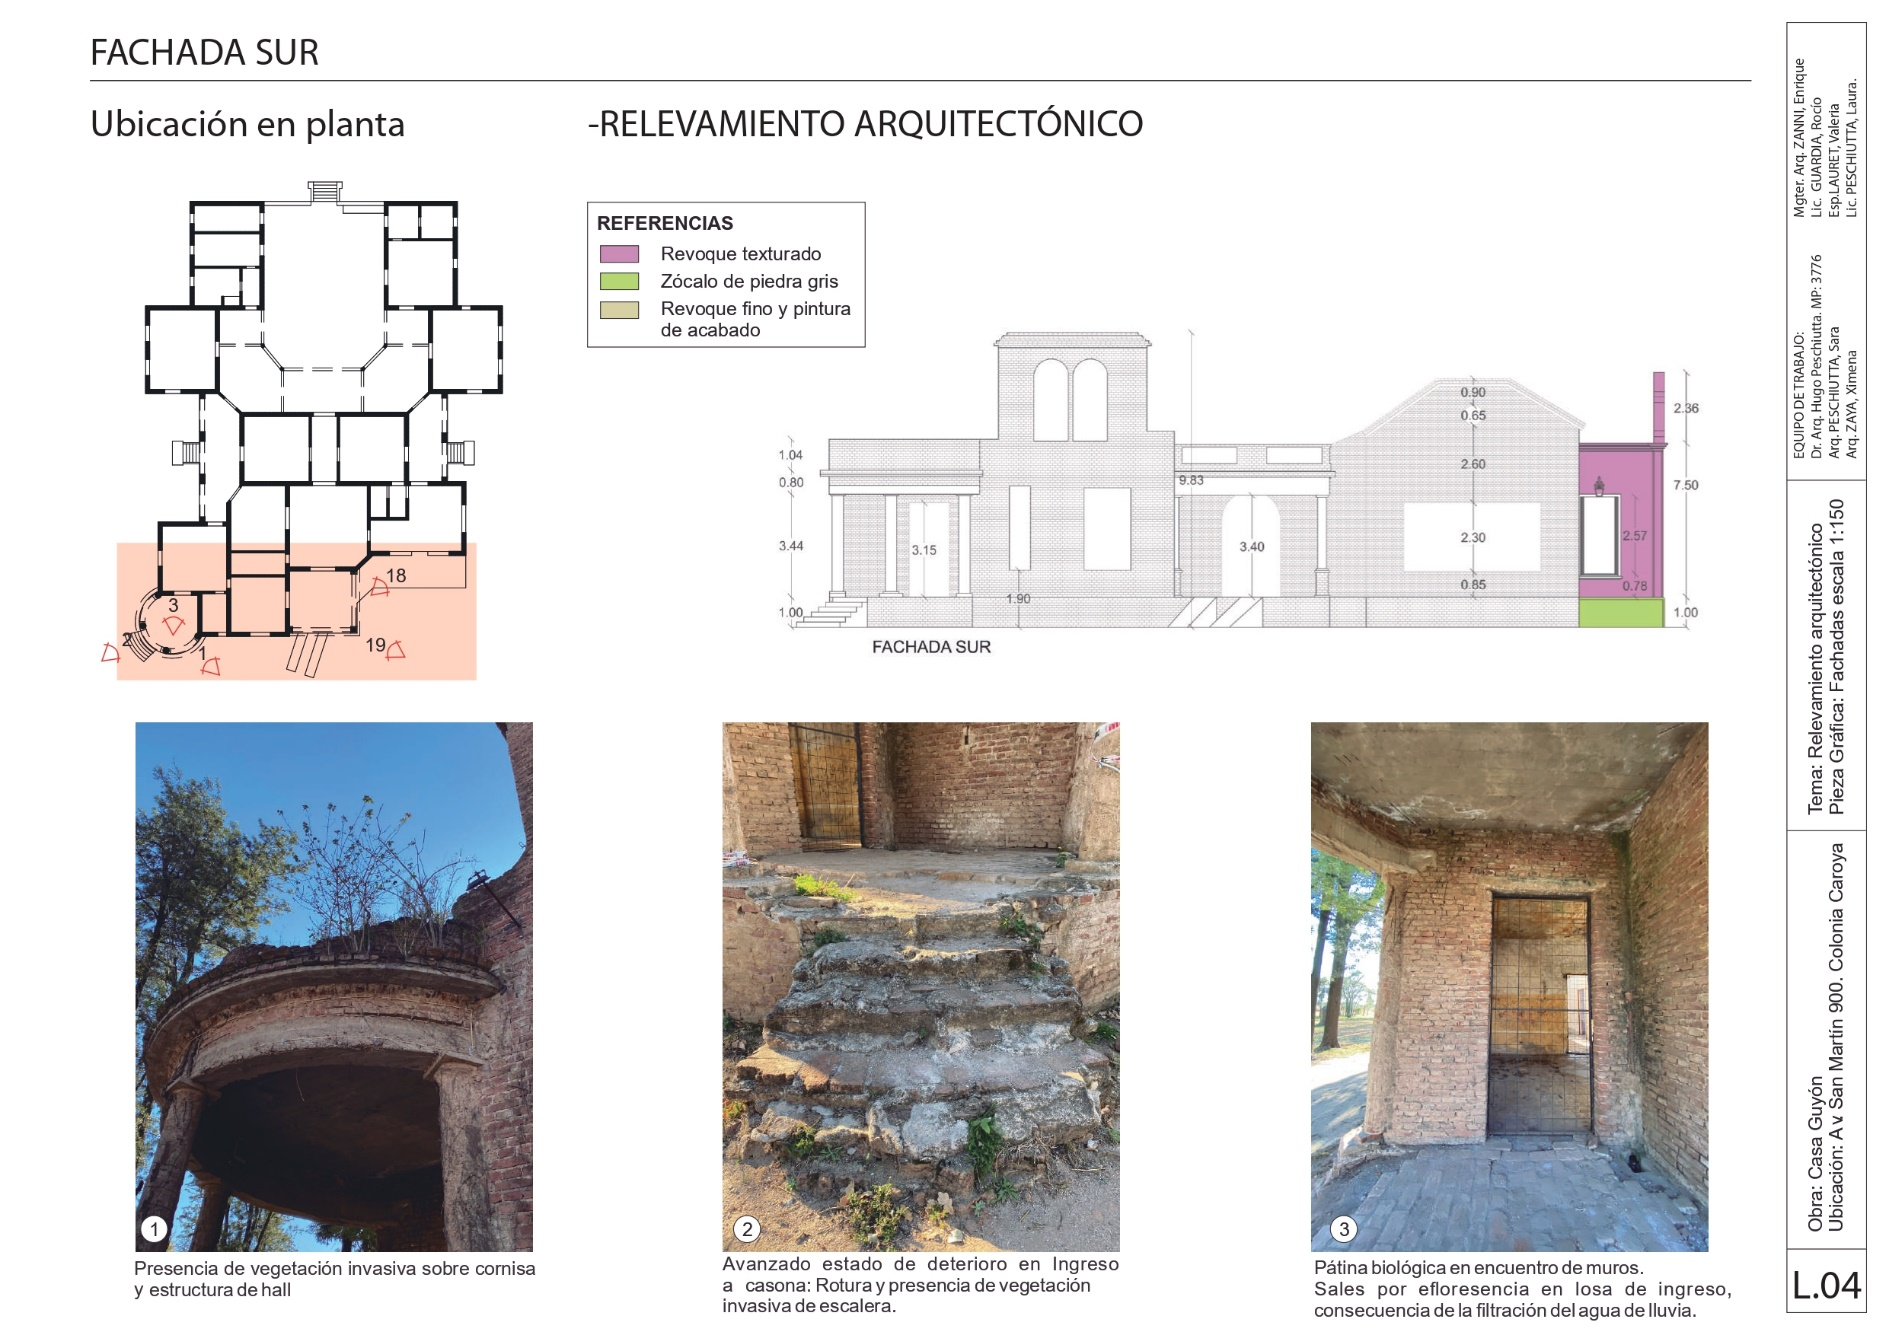 FACHADA SUR
Ubicación en planta
-RELEVAMIENTO ARQUITECTÓNICO
REFERENCIAS
Revoque texturado
Zócalo de piedra gris
Revoque fino y pintura
de acabado
18
3
2
1
19
1.04
0.80
3.44
1.00
3.15
1.90
9.83
3.40
0.90
0.65
2.60
2.30
0.85
2.36
7.50
2.57
0.78
1.00
FACHADA SUR
1
Presencia de vegetación invasiva sobre cornisa
y estructura de hall
2
Avanzado estado de deterioro en Ingreso
a casona: Rotura y presencia de vegetación
invasiva de escalera.
3
Pátina biológica en encuentro de muros.
Sales por efloresencia en losa de ingreso,
consecuencia de la filtración del agua de lluvia.
Mgter. Arq. ZANNI, Enrique
Lic. GUARDIA, Rocío
Esp.LAURET, Valeria
Lic. PESCHIUTTA, Laura.
EQUIPO DE TRABAJO:
Dr. Arq. Hugo Peschiutta. MP: 3776
Arq. PESCHIUTTA, Sara
Arq. ZAYA, Ximena
Tema: Relevamiento arquitectónico
Pieza Gráfica: Fachadas escala 1:150
Obra: Casa Guyón
Ubicación: Av. San Martín 900. Colonia Caroya
L.04